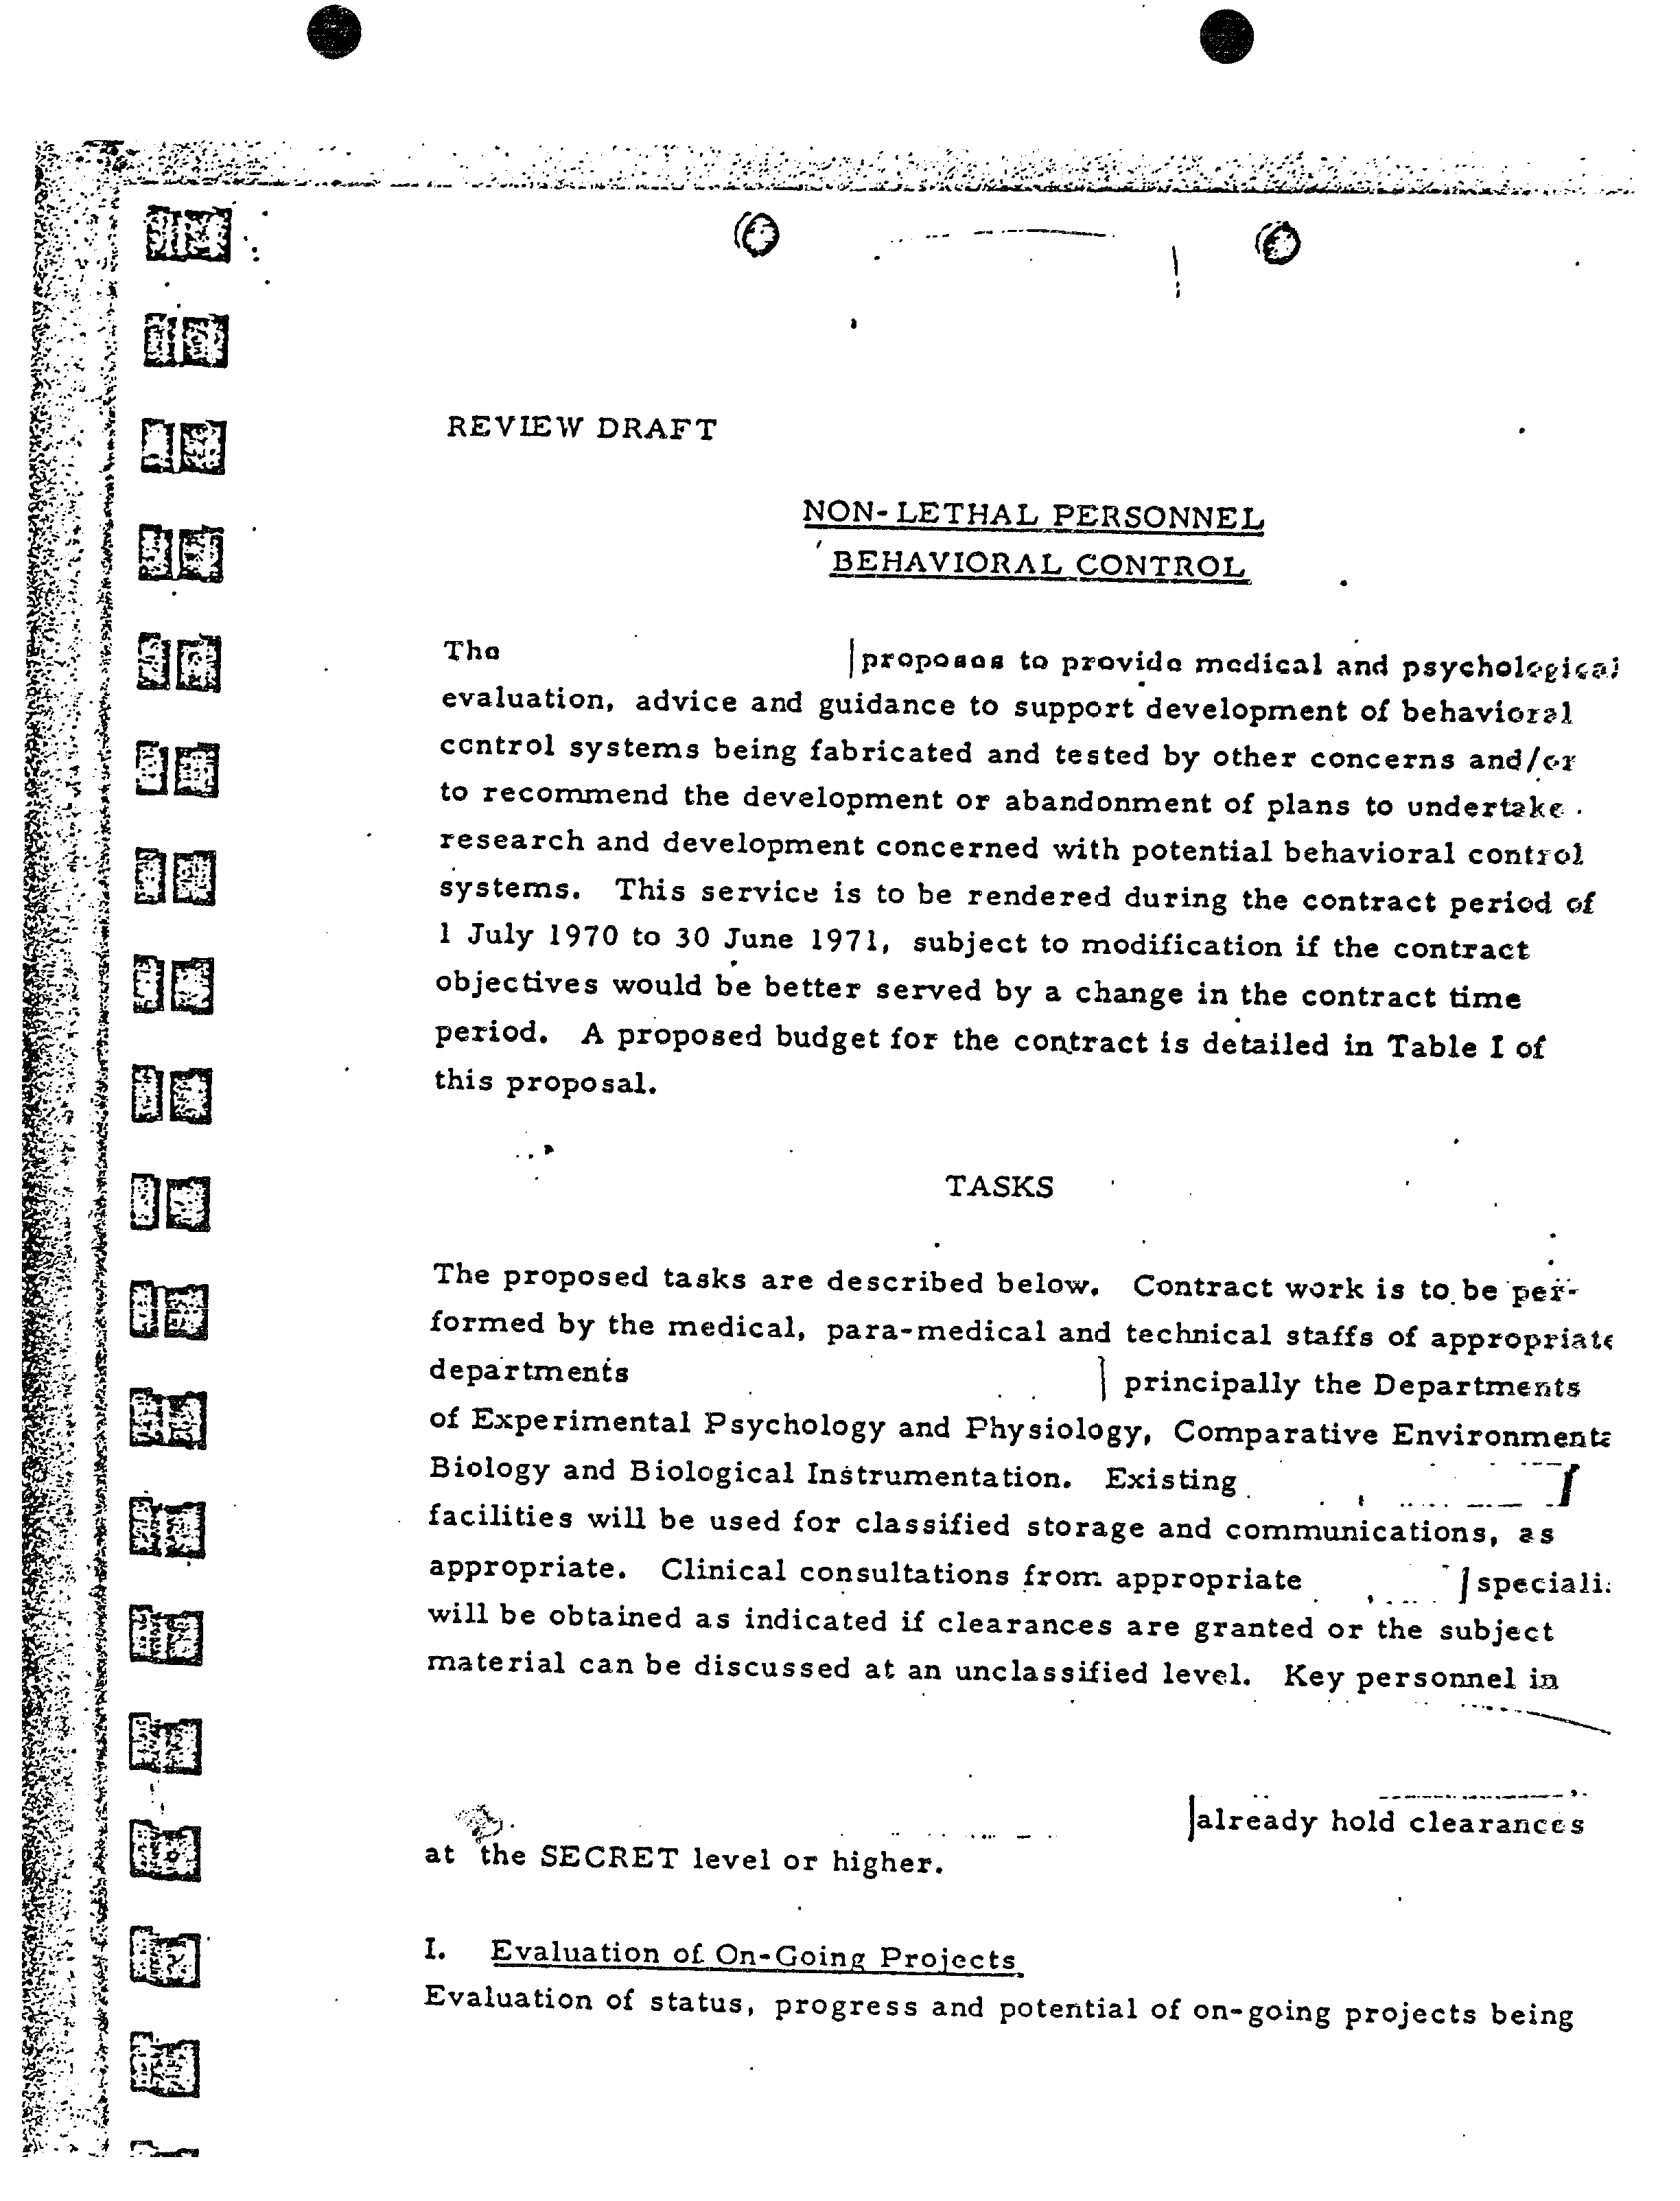 REVIEW DRAFT
NON-LETHAL PERSONNEL
BEHAVIORAL CONTROL
The proposes to provide medical and psychological
evaluation, advice and guidance to support development of behavioral
control systems being fabricated and tested by other concerns and/or
to recommend the development or abandonment of plans to undertake
research and development concerned with potential behavioral control
systems. This service is to be rendered during the contract period of
1 July 1970 to 30 June 1971, subject to modification if the contract
objectives would be better served by a change in the contract time
period. A proposed budget for the contract is detailed in Table I of
this proposal.
TASKS
The proposed tasks are described below. Contract work is to be per-
formed by the medical, para-medical and technical staffs of appropriate
departments principally the Departments
of Experimental Psychology and Physiology, Comparative Environmenta
Biology and Biological Instrumentation. Existing
facilities will be used for classified storage and communications, as
appropriate. Clinical consultations from appropriate speciali
will be obtained as indicated if clearances are granted or the subject
material can be discussed at an unclassified level. Key personnel in
already hold clearances
at the SECRET level or higher.
I. Evaluation of On-Going Projects
Evaluation of status, progress and potential of on-going projects being